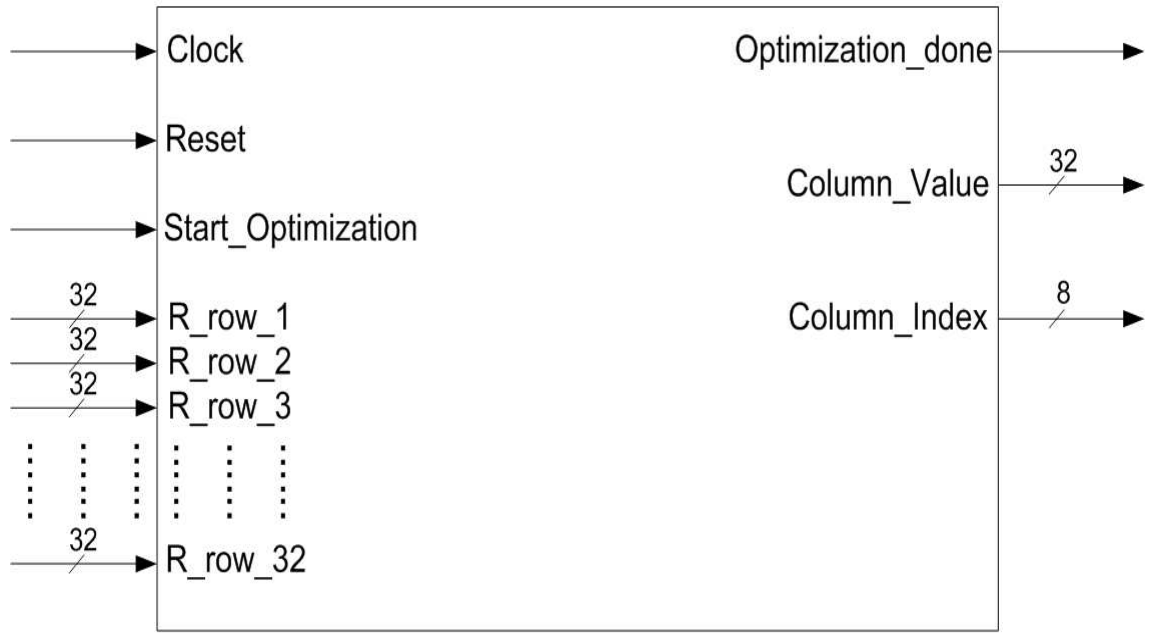 Clock
Optimization_done
Reset
32
Column_Value
Start_Optimization
32
R_row_1
8
Column_Index
32
R_row_2
32
R_row_3
32
R_row_32